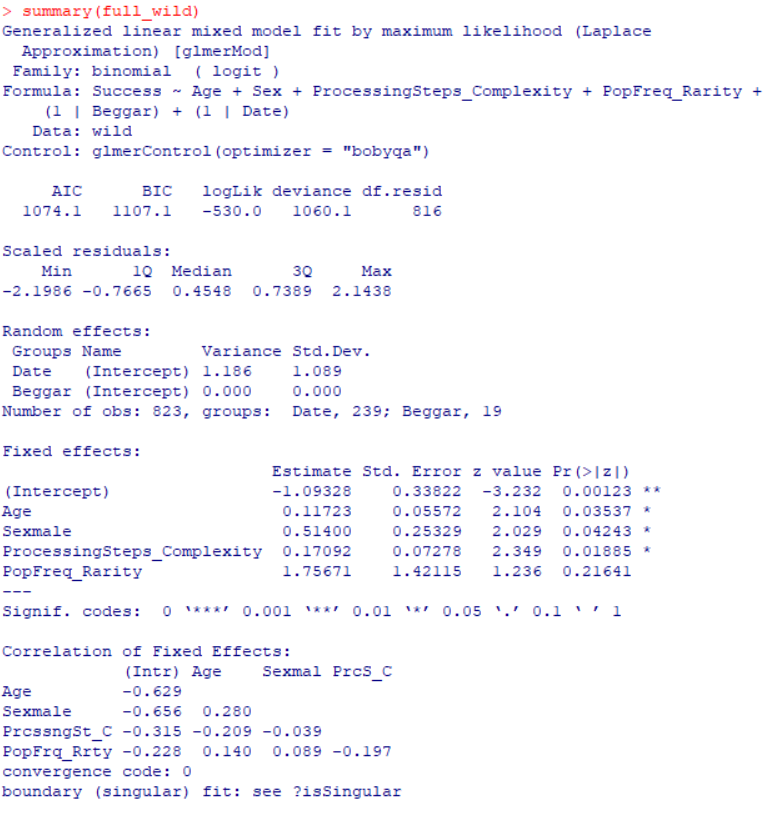 > summary(full_wild)
Generalized linear mixed model fit by maximum likelihood (Laplace
  Approximation) [glmerMod]
 Family: binomial  ( logit )
Formula: Success ~ Age + Sex + ProcessingSteps_Complexity + PopFreq_Rarity +
    (1 | Beggar) + (1 | Date)
   Data: wild
Control: glmerControl(optimizer = "bobyqa")
     AIC      BIC   logLik deviance df.resid
  1074.1   1107.1   -530.0   1060.1      816
Scaled residuals:
    Min      1Q  Median      3Q     Max
-2.1986 -0.7665  0.4548  0.7389  2.1438
Random effects:
 Groups Name        Variance Std.Dev.
 Date   (Intercept) 1.186    1.089
 Beggar (Intercept) 0.000    0.000
Number of obs: 823, groups:  Date, 239; Beggar, 19
Fixed effects:
                           Estimate Std. Error z value Pr(>|z|)
(Intercept)                -1.09328    0.33822  -3.232  0.00123 **
Age                         0.11723    0.05572   2.104  0.03537 *
Sexmale                     0.51400    0.25329   2.029  0.04243 *
ProcessingSteps_Complexity  0.17092    0.07278   2.349  0.01885 *
PopFreq_Rarity              1.75671    1.42115   1.236  0.21641
---
Signif. codes:  0 ‘***’ 0.001 ‘**’ 0.01 ‘*’ 0.05 ‘.’ 0.1 ‘ ’ 1
Correlation of Fixed Effects:
            (Intr) Age    Sexmal PrcS_C
Age         -0.629
Sexmale     -0.656  0.280
PrcssngSt_C -0.315 -0.209 -0.039
PopFrq_Rrty -0.228  0.140  0.089 -0.197
convergence code: 0
boundary (singular) fit: see ?isSingular